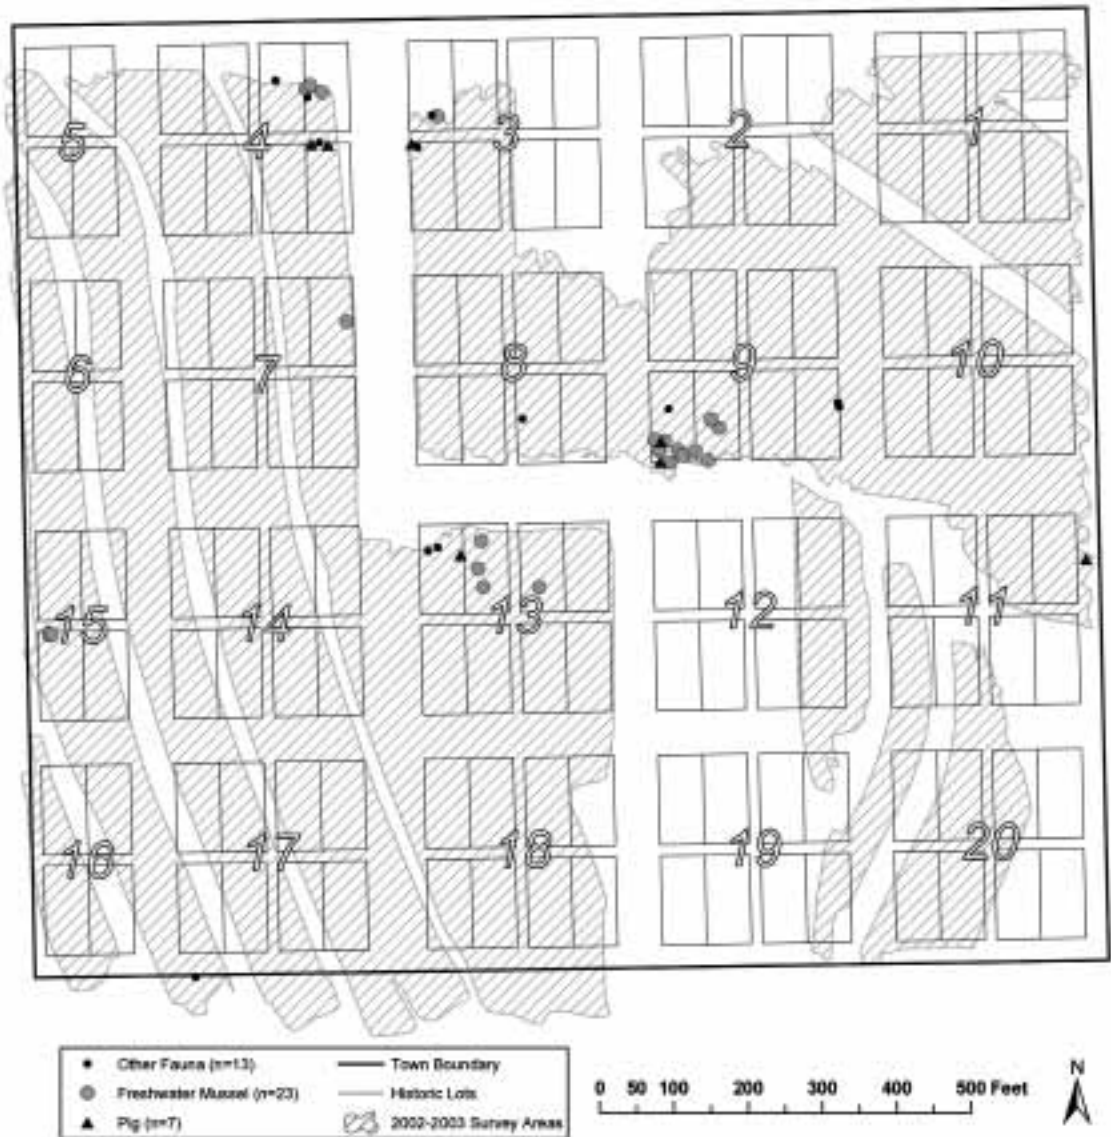 5 4 3 2 1
6 7 8 9 10
15 14 13 12 11
16 17 18 19 20
Other Fauna (n=13)
Freshwater Mussel (n=23)
Pig (n=7)
Town Boundary
Historic Lots
2002-2003 Survey Areas
0 50 100 200 300 400 500 Feet
N